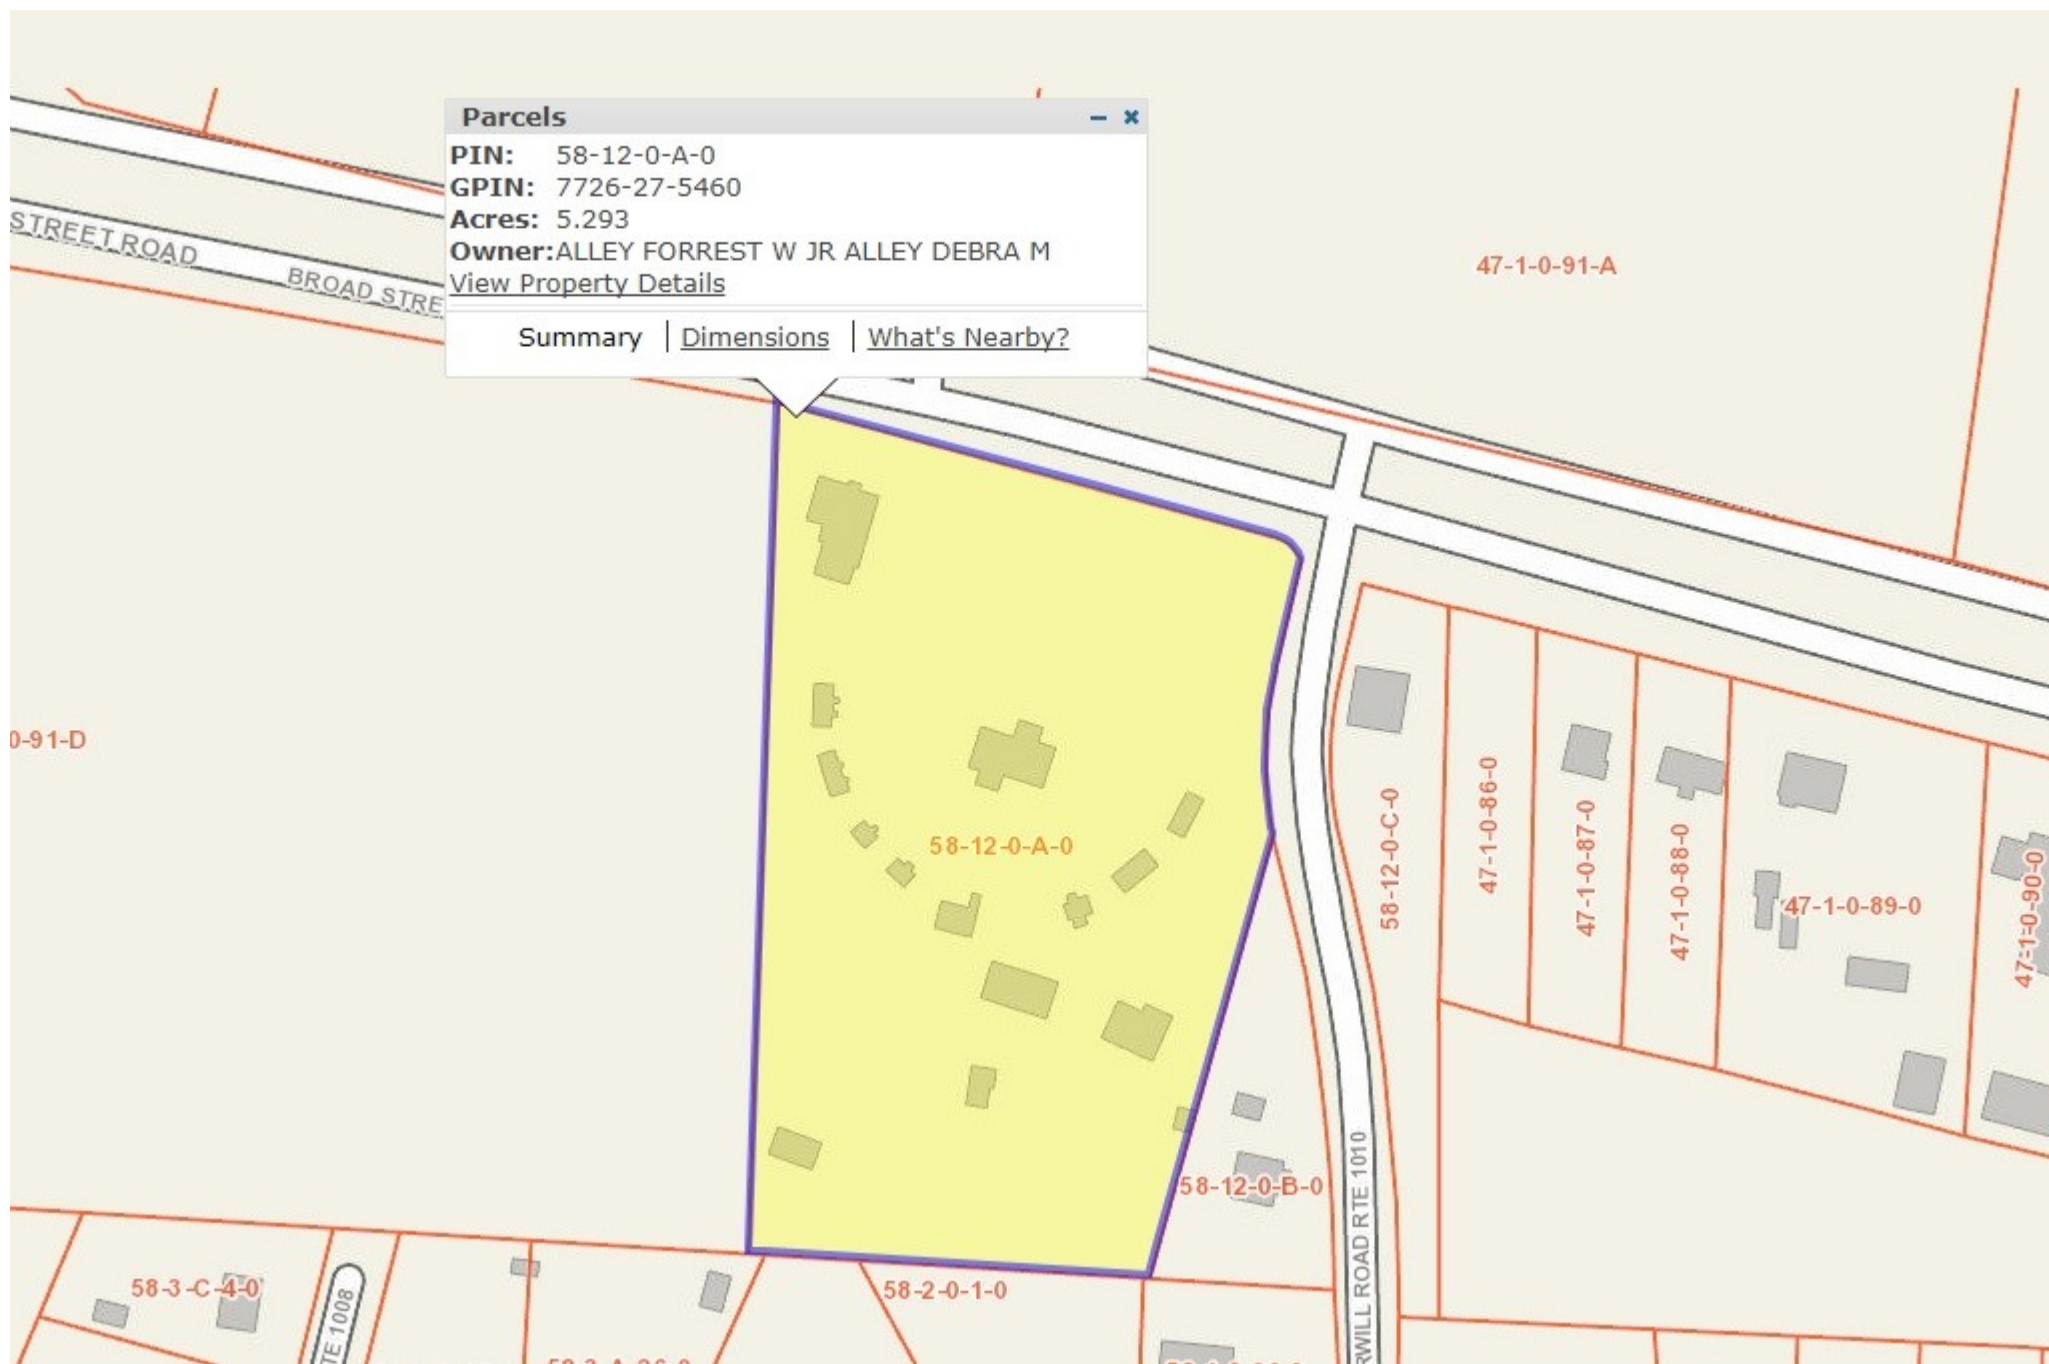 Parcels
PIN: 58-12-0-A-0
GPIN: 7726-27-5460
Acres: 5.293
Owner: ALLEY FORREST W JR ALLEY DEBRA M
View Property Details
Summary | Dimensions | What's Nearby?
STREET ROAD
BROAD STRE
47-1-0-91-A
0-91-D
58-12-0-A-0
58-12-0-C-0
47-1-0-86-0
47-1-0-87-0
47-1-0-88-0
47-1-0-89-0
47-1-0-90-0
58-12-0-B-0
RWILL ROAD RTE 1010
58-3-C-4-0
TE 1008
58-2-0-1-0